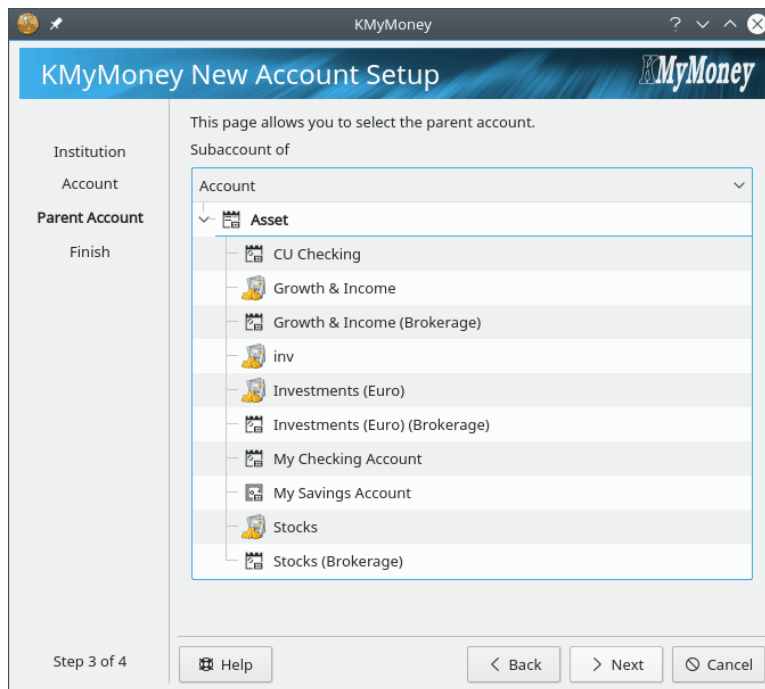 KMyMoney
KMyMoney New Account Setup
KMyMoney
Institution
Account
Parent Account
Finish
Step 3 of 4
This page allows you to select the parent account.
Subaccount of
Account
Asset
CU Checking
Growth & Income
Growth & Income (Brokerage)
inv
Investments (Euro)
Investments (Euro) (Brokerage)
My Checking Account
My Savings Account
Stocks
Stocks (Brokerage)
Help
Back
Next
Cancel